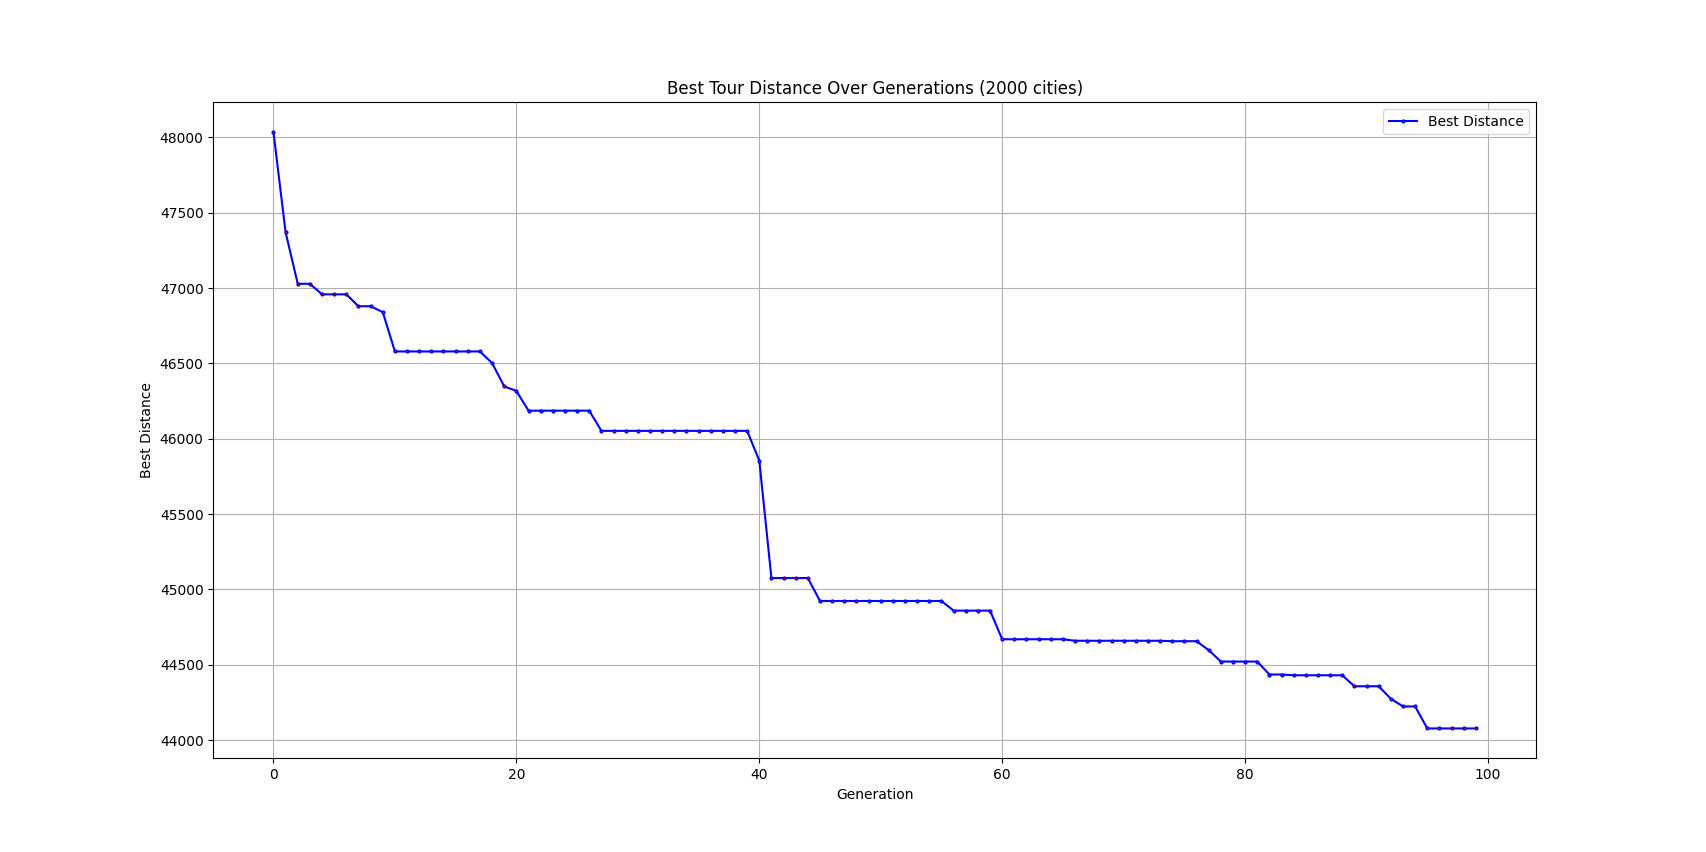 Best Tour Distance Over Generations (2000 cities)
Best Distance
48000
47500
47000
46500
46000
45500
45000
44500
44000
Best Distance
0 20 40 60 80 100
Generation